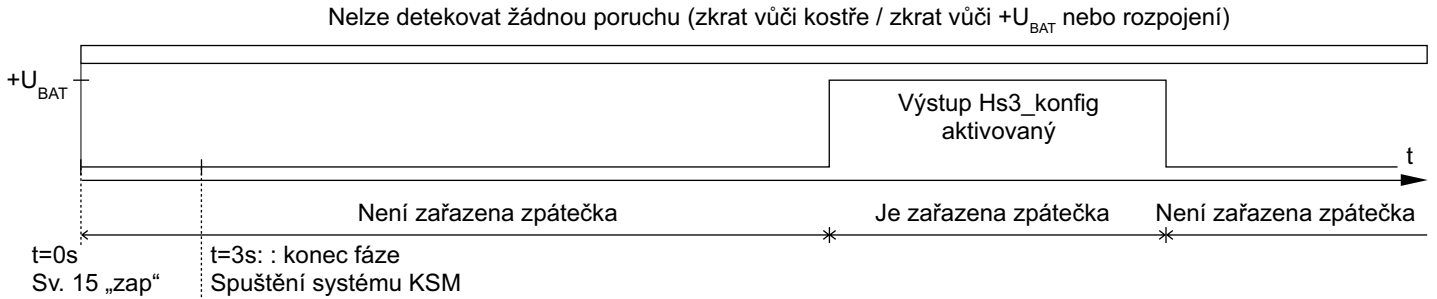 Nelze detekovat žádnou poruchu (zkrat vůči kostře / zkrat vůči +U_BAT nebo rozpojení)
+U_BAT
Výstup Hs3_konfig
aktivovaný
t
Není zařazena zpátečka
Je zařazena zpátečka
Není zařazena zpátečka
t=0s
Sv. 15 „zap“
t=3s: : konec fáze
Spuštění systému KSM